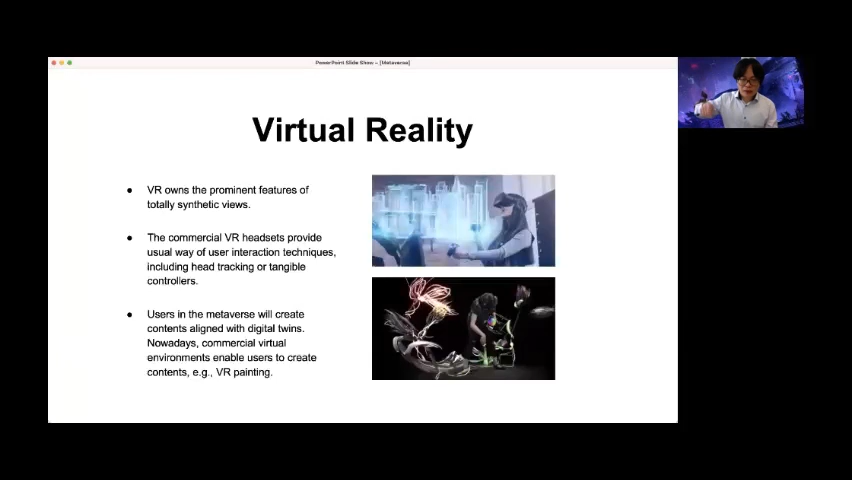 PowerPoint Slide Show - [Metaverse]
Virtual Reality
● VR owns the prominent features of
totally synthetic views.
● The commercial VR headsets provide
usual way of user interaction techniques,
including head tracking or tangible
controllers.
● Users in the metaverse will create
contents aligned with digital twins.
Nowadays, commercial virtual
environments enable users to create
contents, e.g., VR painting.